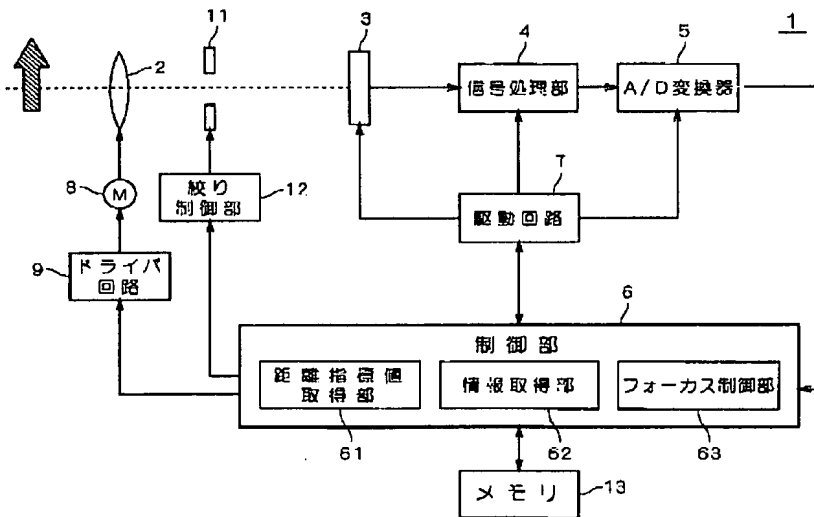 11
3
4
5
1
2
信号処理部
A/D変換器
7
8
M
絞り
制御部
12
駆動回路
9
ドライバ
回路
6
制御部
距離指標値
取得部
情報取得部
フォーカス制御部
61
62
63
メモリ
13